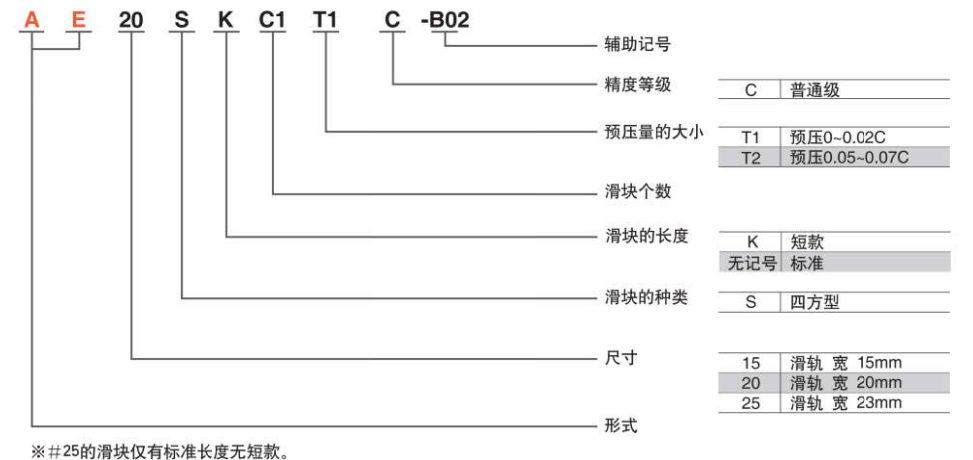 A E 20 S K C1 T1 C -B02
辅助记号
精度等级 C 普通级
预压量的大小 T1 预压0~0.02C
T2 预压0.05~0.07C
滑块个数
滑块的长度 K 短款
无记号 标准
滑块的种类 S 四方型
尺寸 15 滑轨 宽 15mm
20 滑轨 宽 20mm
25 滑轨 宽 23mm
形式
※#25的滑块仅有标准长度无短款。